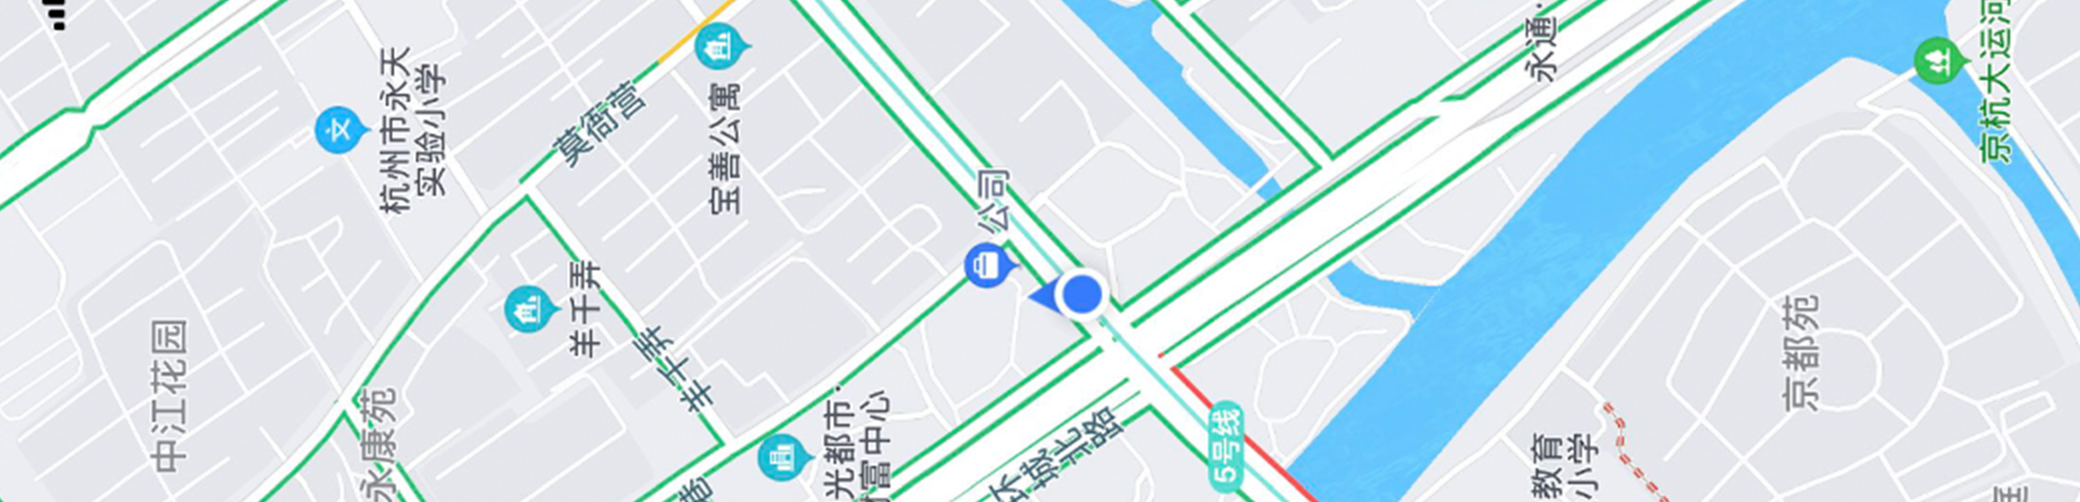 杭州市永天
实验小学
莫衙营
宝善公寓
公司
永通
京杭大运河
中江花园
永康苑
羊千弄
羊千弄
光都市
富中心
环城北路
5号线
京都苑
教育
小学